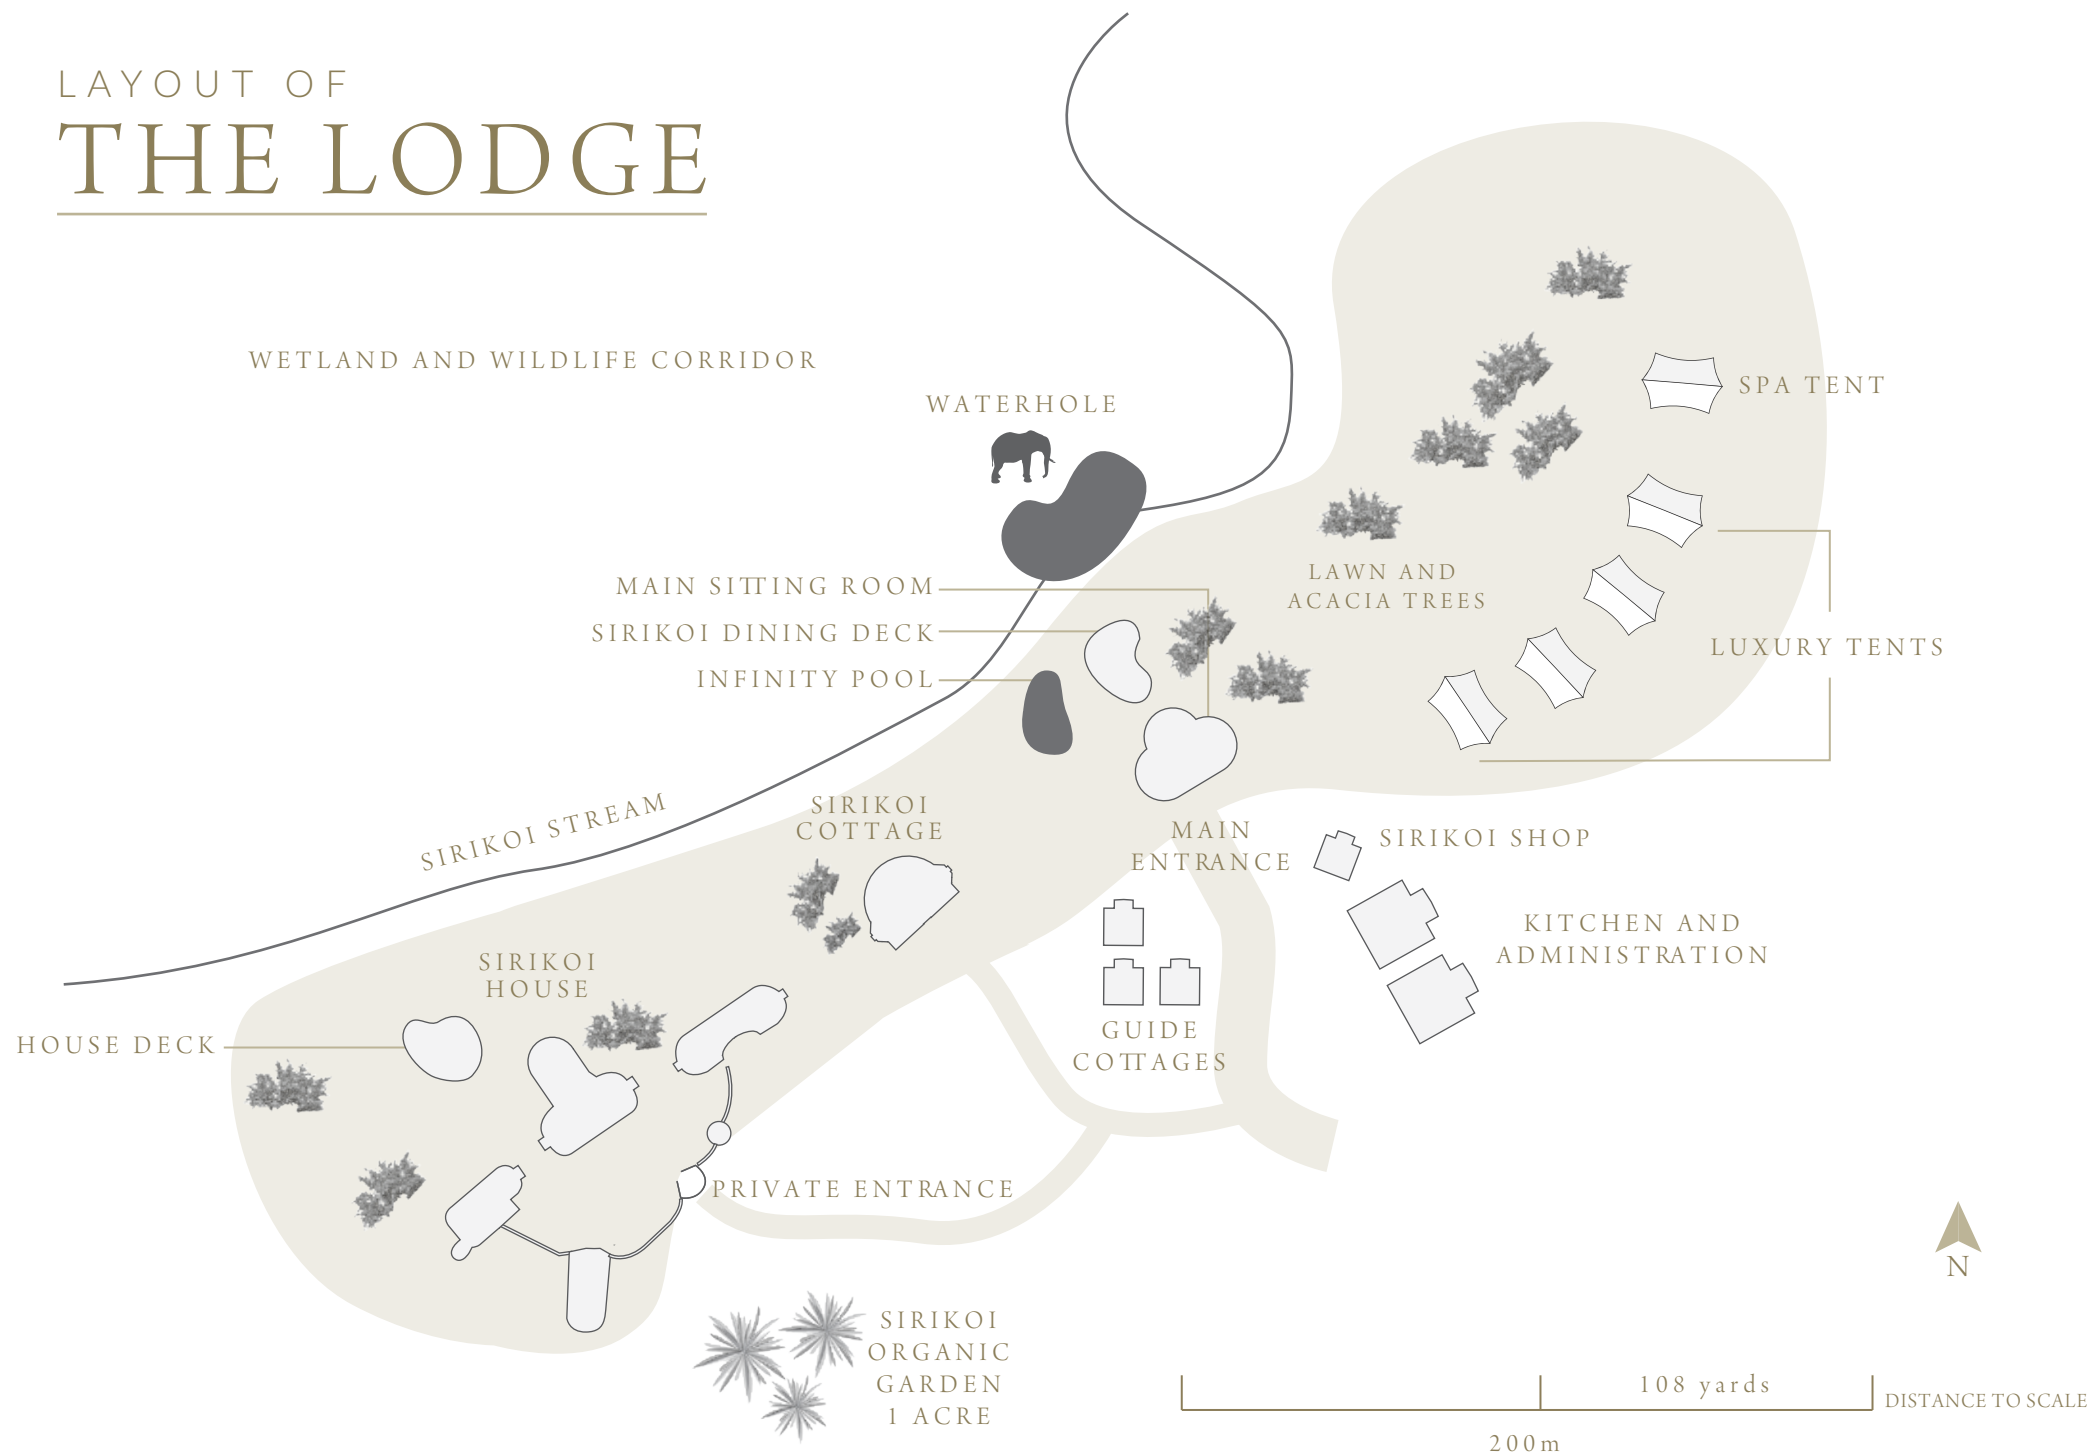 LAYOUT OF
THE LODGE
WETLAND AND WILDLIFE CORRIDOR
WATERHOLE
SPA TENT
MAIN SITTING ROOM
SIRIKOI DINING DECK
INFINITY POOL
LAWN AND
ACACIA TREES
LUXURY TENTS
SIRIKOI STREAM
SIRIKOI
COTTAGE
MAIN
ENTRANCE
SIRIKOI SHOP
KITCHEN AND
ADMINISTRATION
SIRIKOI
HOUSE
HOUSE DECK
GUIDE
COTTAGES
PRIVATE ENTRANCE
N
SIRIKOI
ORGANIC
GARDEN
1 ACRE
108 yards
DISTANCE TO SCALE
200m